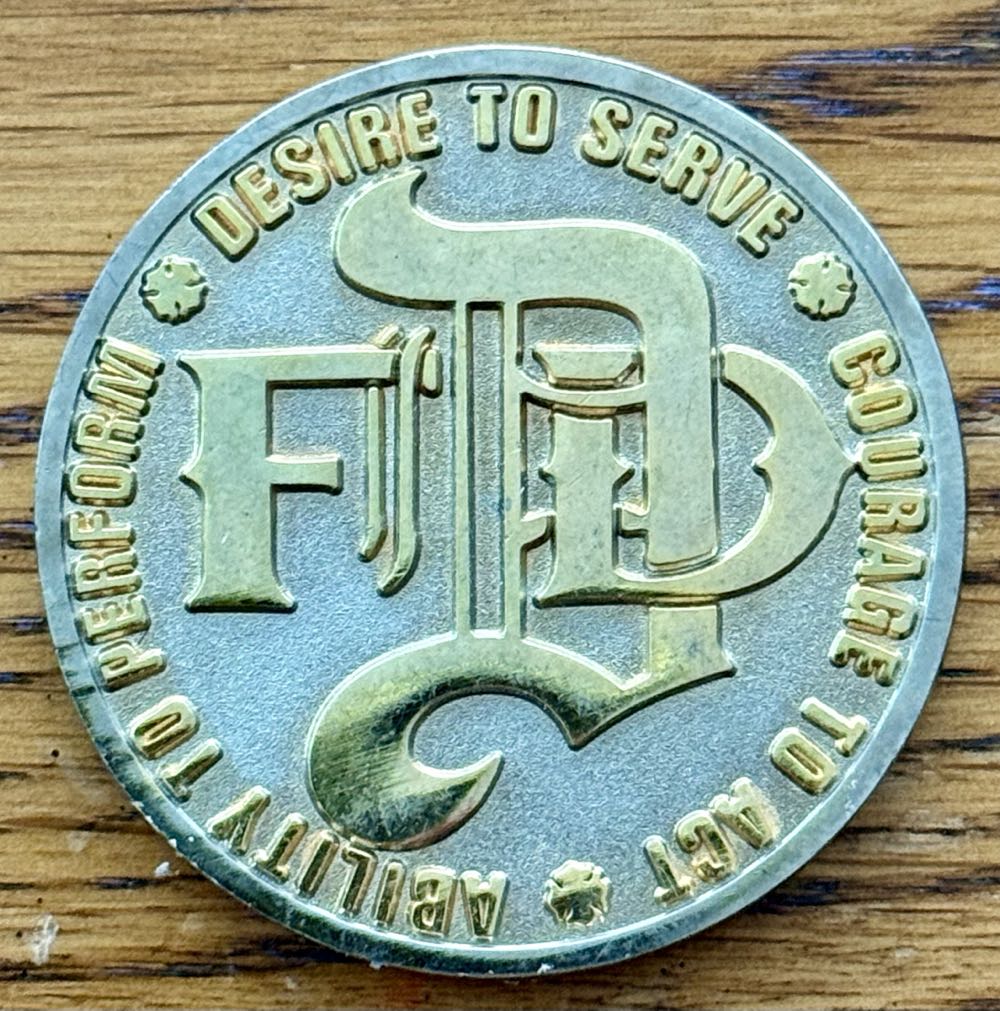 DESIRE TO SERVE
COURAGE TO ACT
ABILITY TO PERFORM
FD